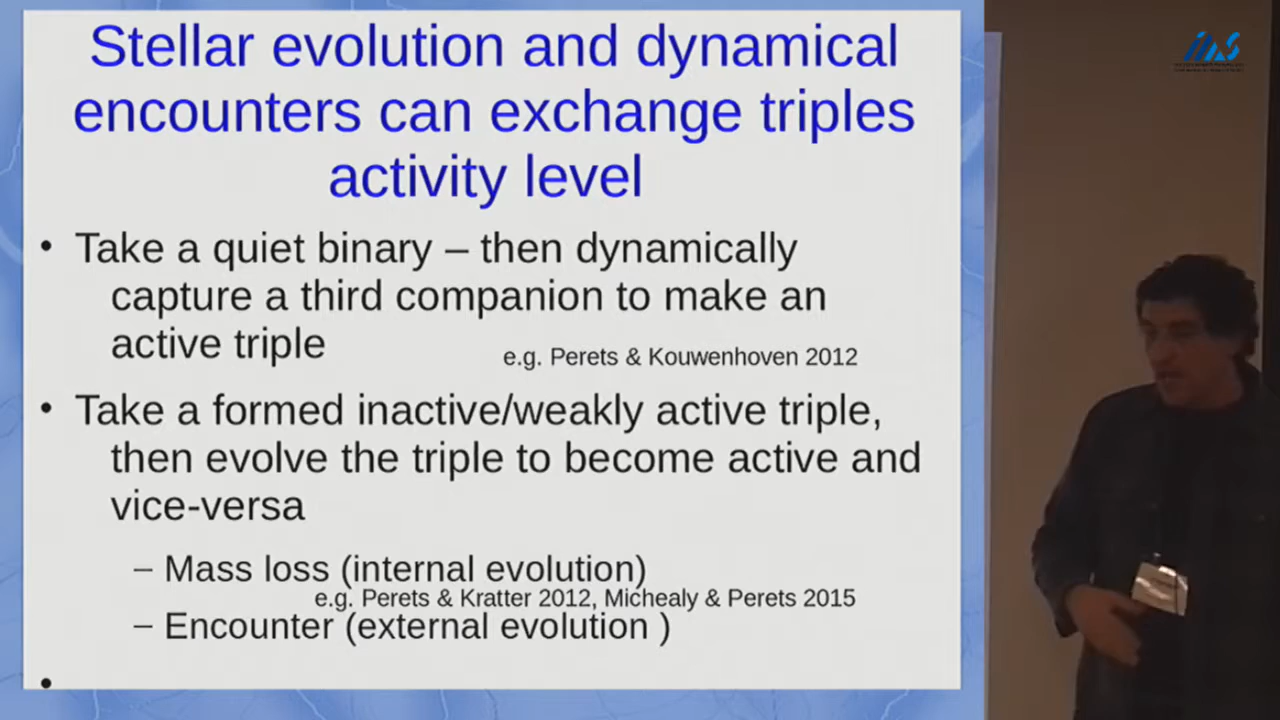 Stellar evolution and dynamical
encounters can exchange triples
activity level
• Take a quiet binary – then dynamically
capture a third companion to make an
active triple
e.g. Perets & Kouwenhoven 2012
• Take a formed inactive/weakly active triple,
then evolve the triple to become active and
vice-versa
– Mass loss (internal evolution)
e.g. Perets & Kratter 2012, Michealy & Perets 2015
– Encounter (external evolution )
•